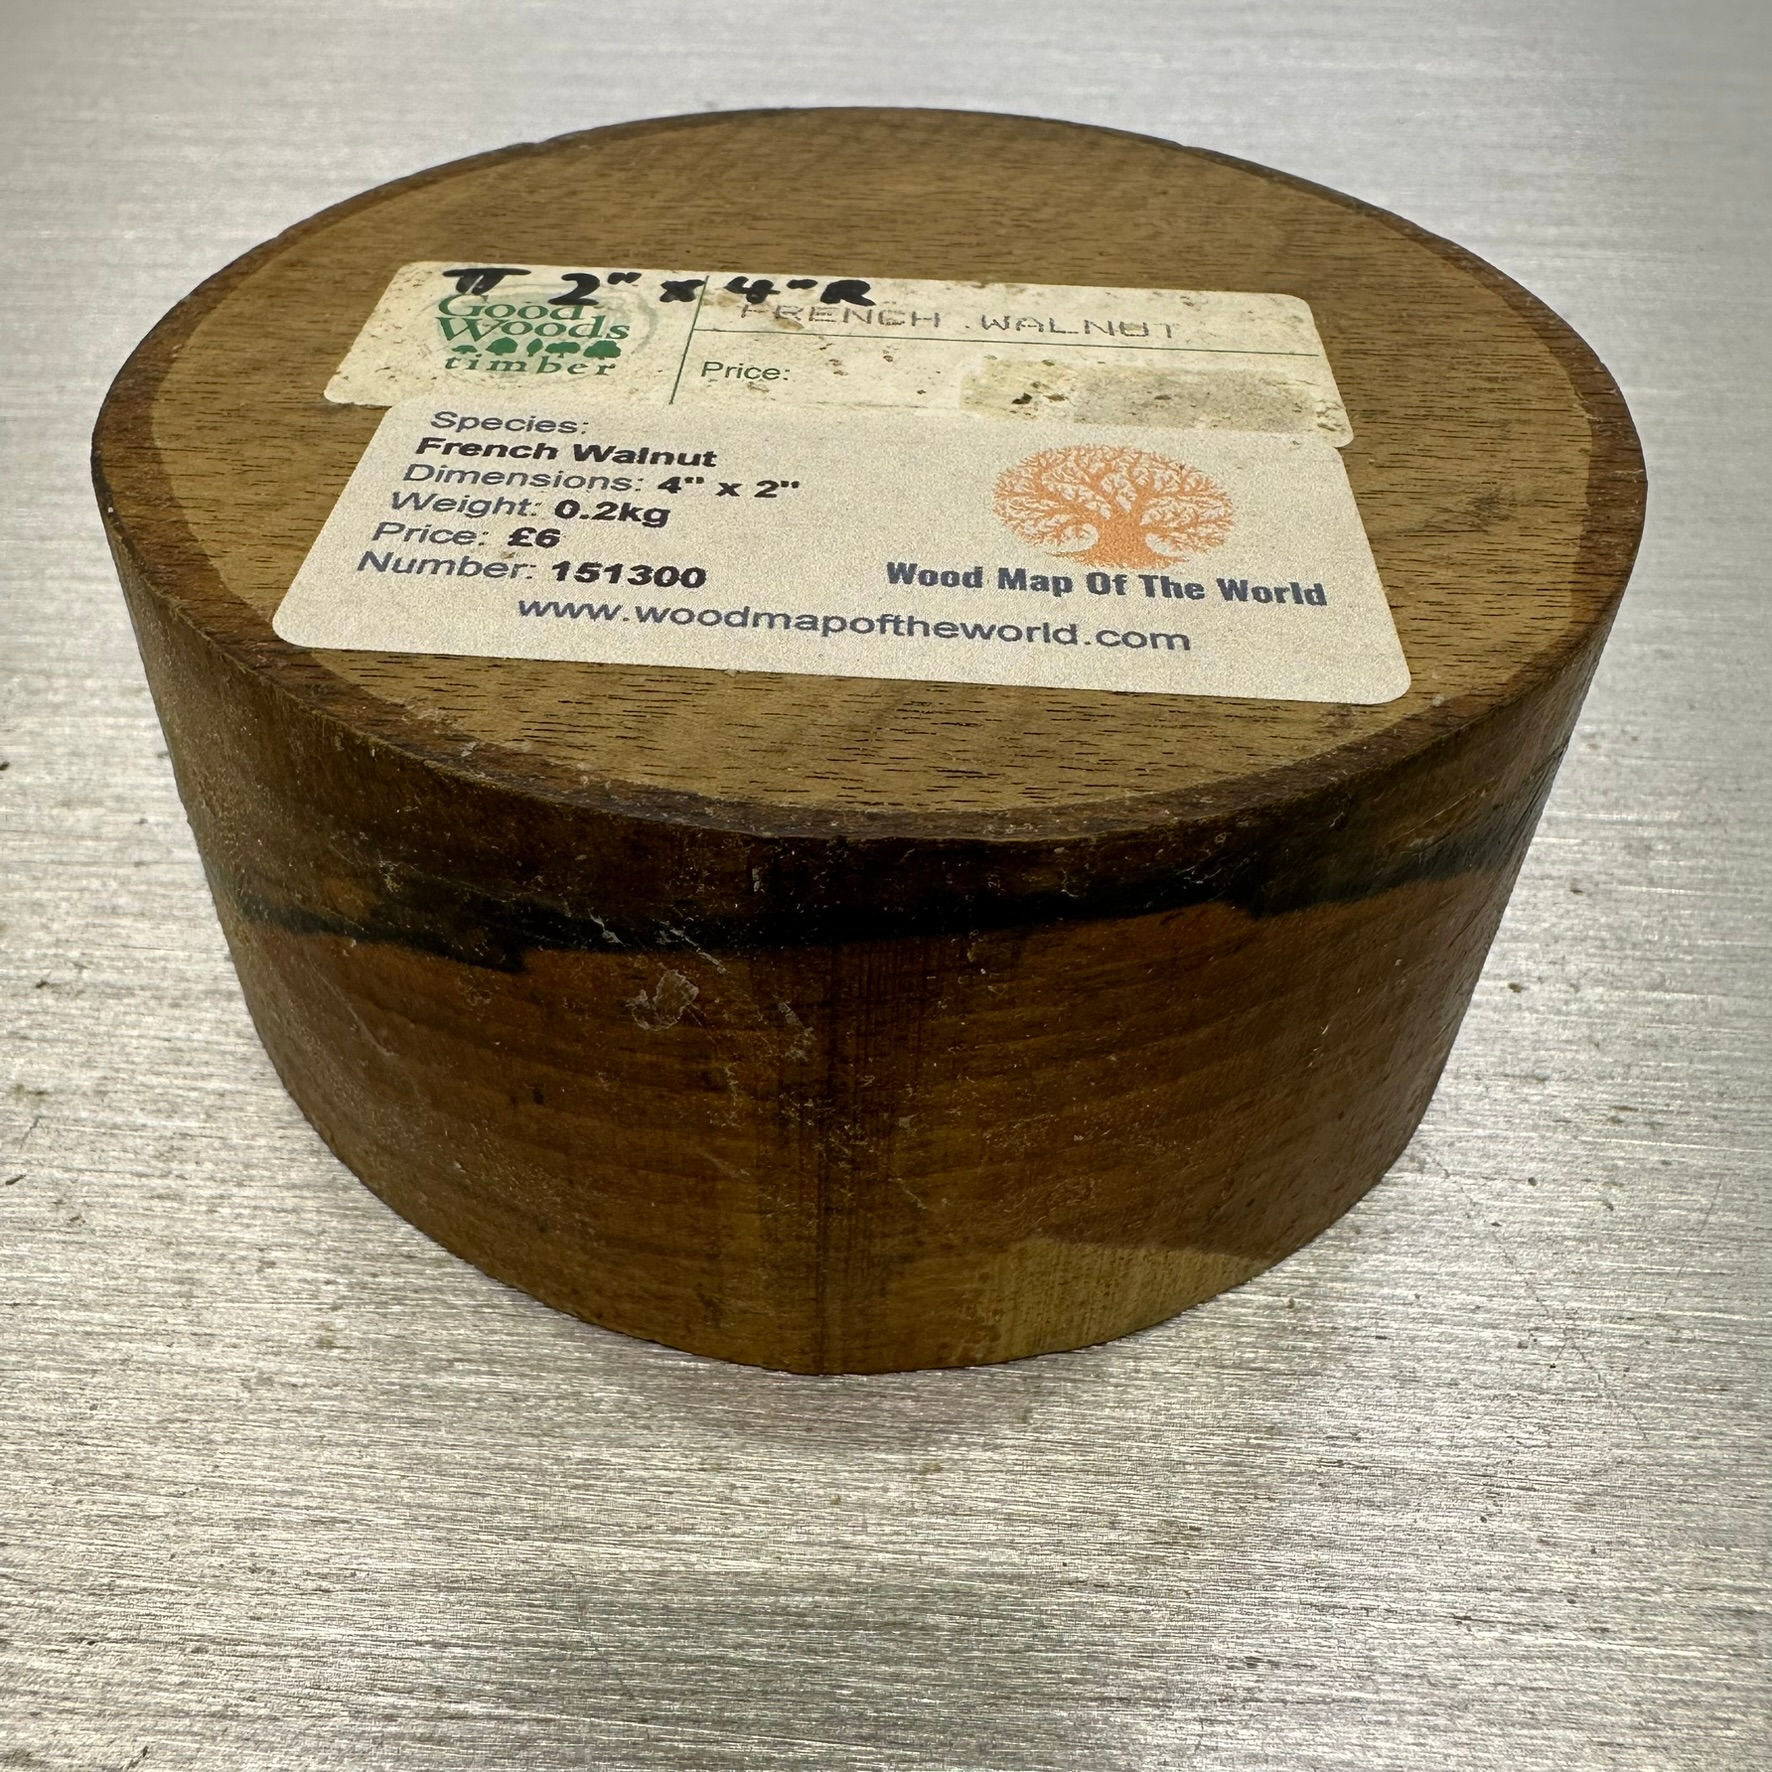 π 2" x 4"R
Good
Woods
timber
FRENCH WALNUT
Price:
Species:
French Walnut
Dimensions: 4" x 2"
Weight: 0.2kg
Price: £6
Number: 151300
Wood Map Of The World
www.woodmapoftheworld.com